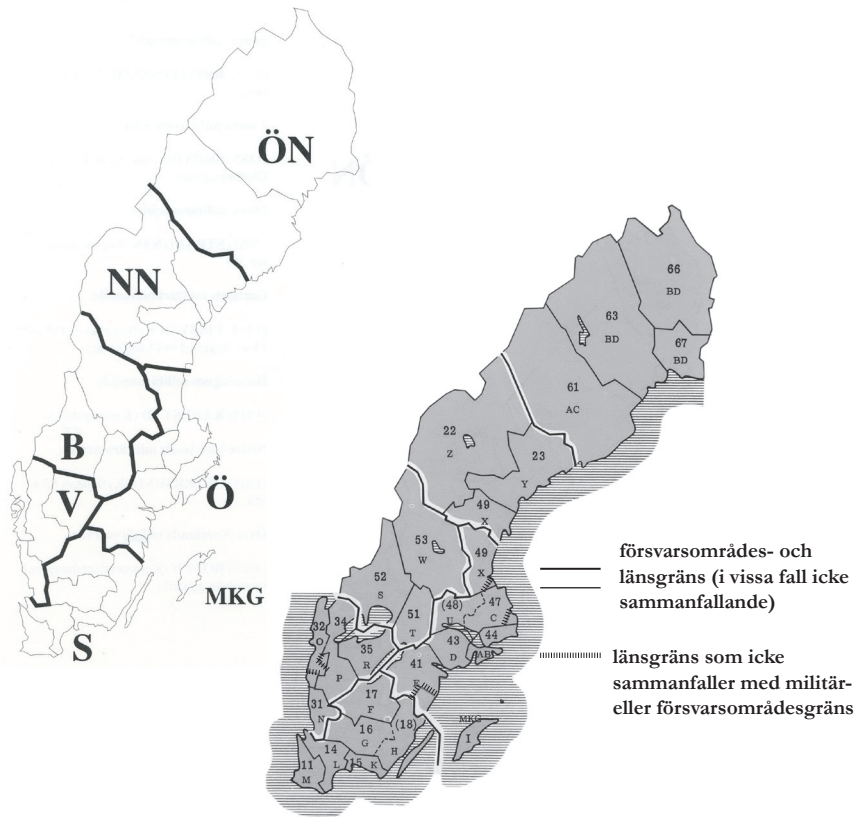 ÖN
NN
B
V
Ö
MKG
S
66
BD
63
BD
67
BD
61
AC
22
Z
23
Y
49
X
53
W
49
X
52
S
51
T
(48)
U
47
C
34
32
O
35
R
43
D
44
AB
P
41
E
31
N
17
F
16
G
(18)
H
MKG
I
14
L
15
K
11
M
försvarsområdes- och
länsgräns (i vissa fall icke
sammanfallande)
länsgräns som icke
sammanfaller med militär-
eller försvarsområdesgräns